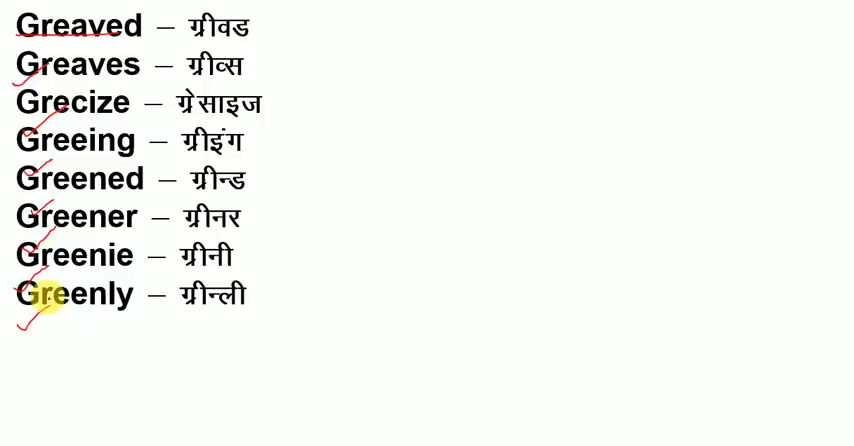 Greaved – ग्रीवड
Greaves – ग्रीव्स
Grecize – ग्रेसाइज
Greeing – ग्रीइंग
Greened – ग्रीन्ड
Greener – ग्रीनर
Greenie – ग्रीनी
Greenly – ग्रीन्ली